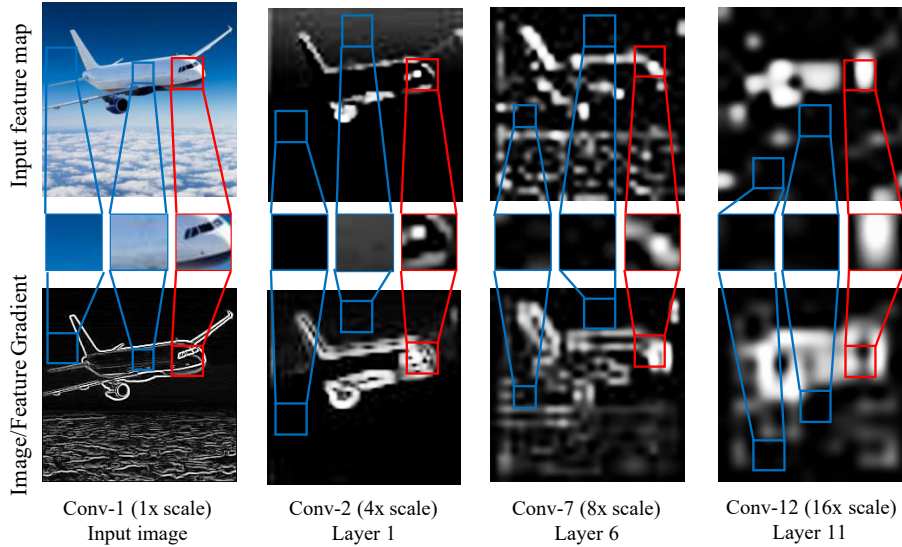 Input feature map
Image/Feature Gradient
Conv-1 (1x scale)
Input image
Conv-2 (4x scale)
Layer 1
Conv-7 (8x scale)
Layer 6
Conv-12 (16x scale)
Layer 11